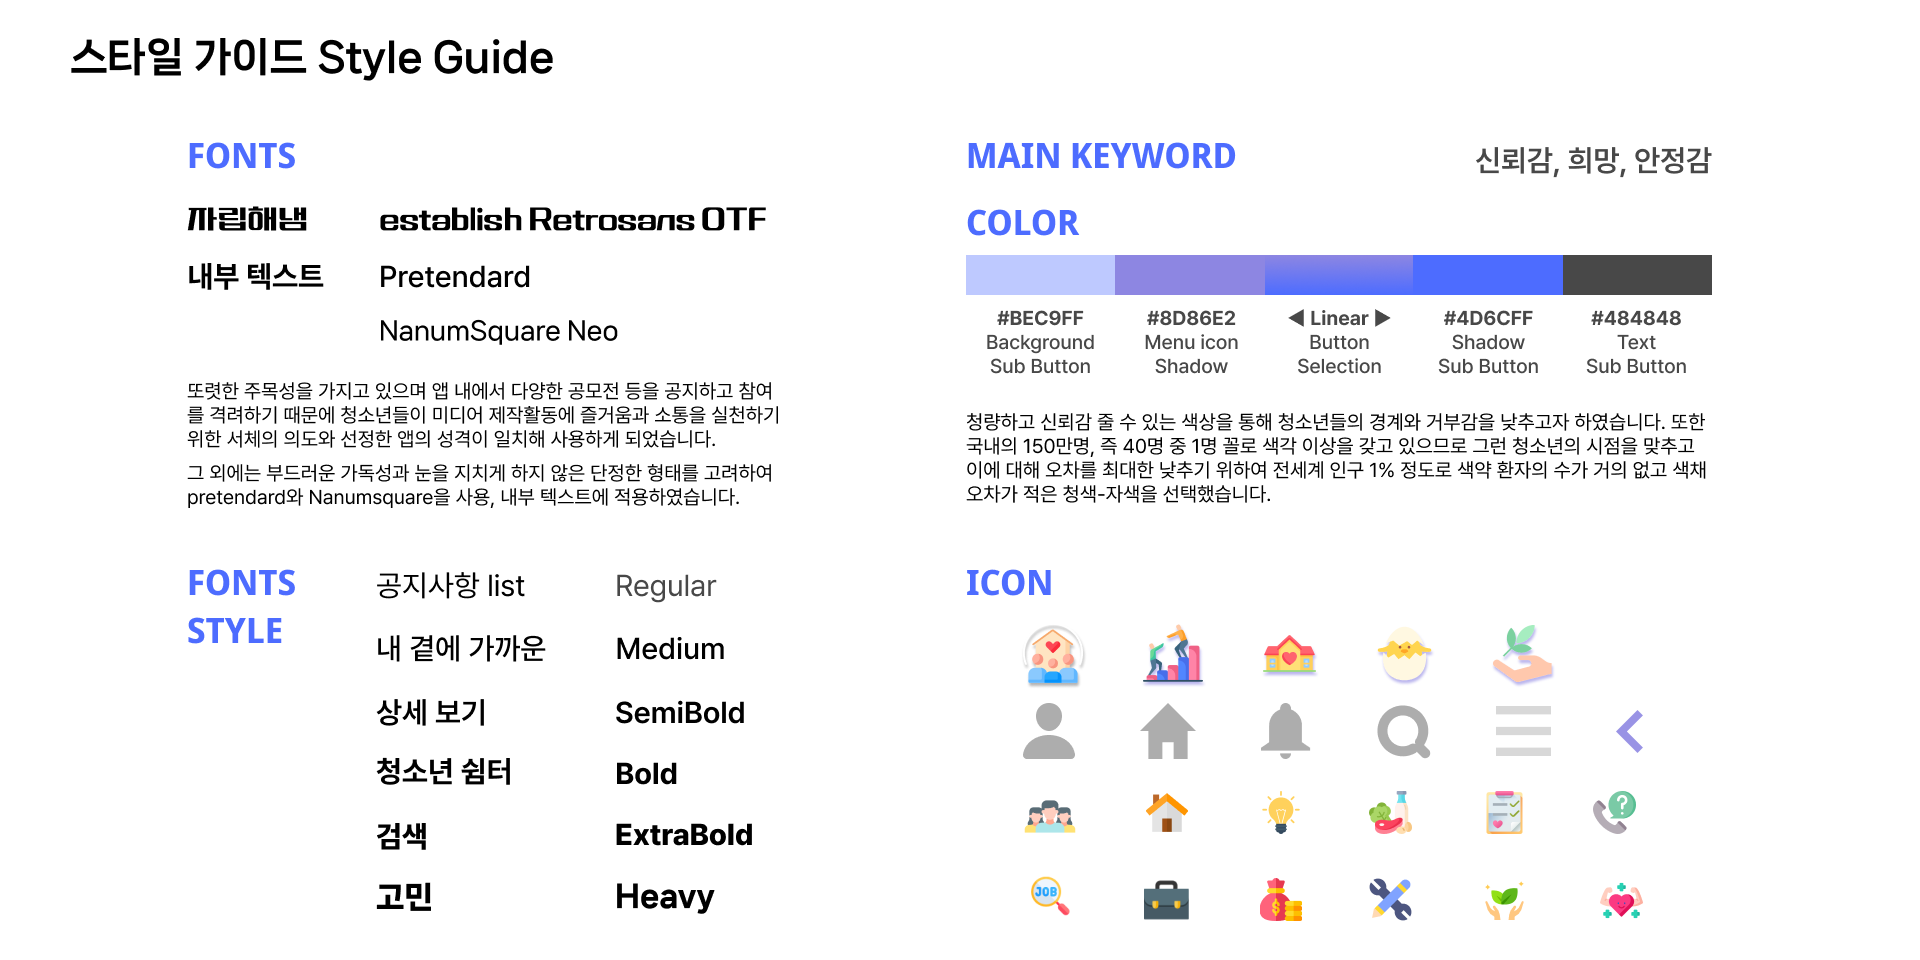 스타일 가이드 Style Guide
FONTS
자립해냄 establish Retrosans OTF
내부 텍스트 Pretendard
NanumSquare Neo
또렷한 주목성을 가지고 있으며 앱 내에서 다양한 공모전 등을 공지하고 참여
를 격려하기 때문에 청소년들이 미디어 제작활동에 즐거움과 소통을 실천하기
위한 서체의 의도와 선정한 앱의 성격이 일치해 사용하게 되었습니다.
그 외에는 부드러운 가독성과 눈을 지치게 하지 않은 단정한 형태를 고려하여
pretendard와 Nanumsquare을 사용, 내부 텍스트에 적용하였습니다.
FONTS
STYLE
공지사항 list Regular
내 곁에 가까운 Medium
상세 보기 SemiBold
청소년 쉼터 Bold
검색 ExtraBold
고민 Heavy
MAIN KEYWORD 신뢰감, 희망, 안정감
COLOR
#BEC9FF #8D86E2 ◀ Linear ▶ #4D6CFF #484848
Background Menu icon Button Shadow Text
Sub Button Shadow Selection Sub Button Sub Button
청량하고 신뢰감 줄 수 있는 색상을 통해 청소년들의 경계와 거부감을 낮추고자 하였습니다. 또한
국내의 150만명, 즉 40명 중 1명 꼴로 색각 이상을 갖고 있으므로 그런 청소년의 시점을 맞추고
이에 대해 오차를 최대한 낮추기 위하여 전세계 인구 1% 정도로 색약 환자의 수가 거의 없고 색채
오차가 적은 청색-자색을 선택했습니다.
ICON
JOB